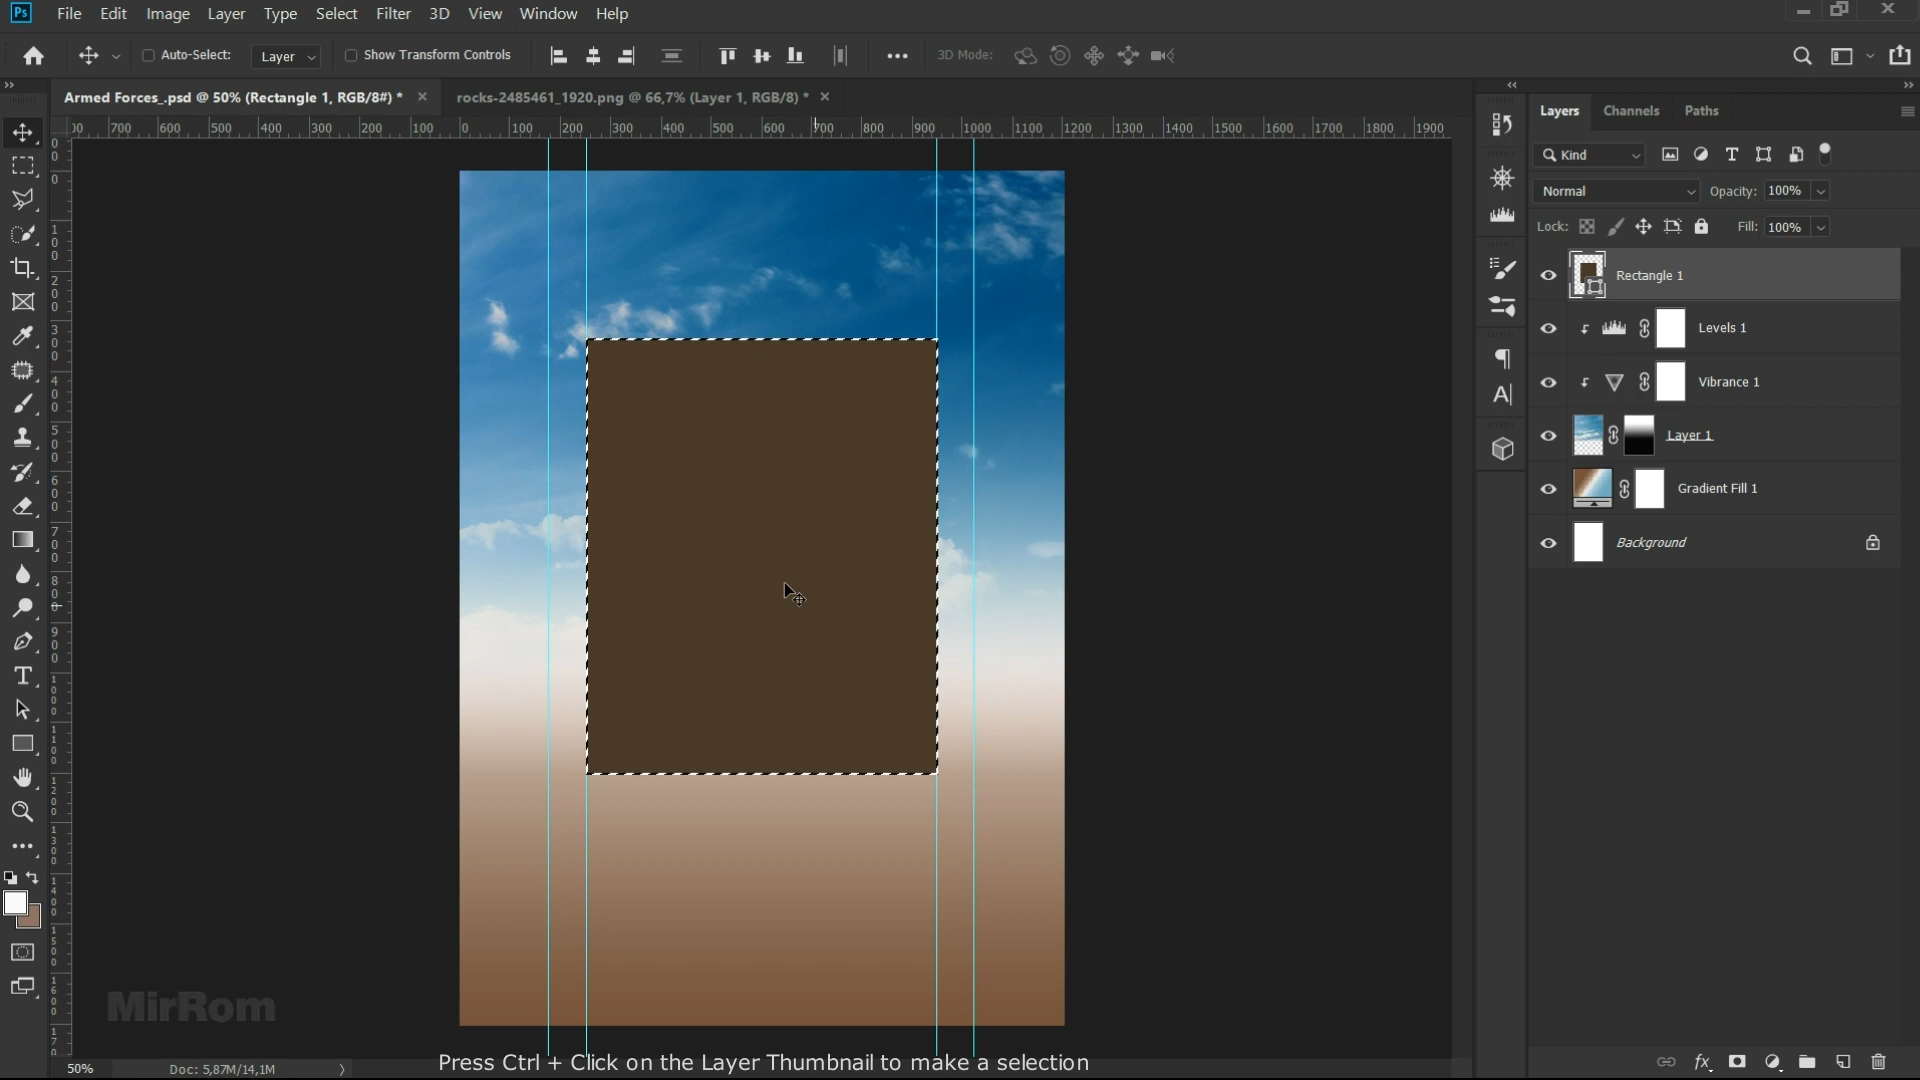 Ps File Edit Image Layer Type Select Filter 3D View Window Help
Auto-Select: Layer Show Transform Controls 3D Mode:
Armed Forces_.psd @ 50% (Rectangle 1, RGB/8#) * rocks-2485461_1920.png @ 66,7% (Layer 1, RGB/8) *
00 700 600 500 400 300 200 100 0 100 200 300 400 500 600 700 800 900 1000 1100 1200 1300 1400 1500 1600 1700 1800 1900
Layers Channels Paths
Kind
Normal Opacity: 100%
Lock: Fill: 100%
Rectangle 1
Levels 1
Vibrance 1
Layer 1
Gradient Fill 1
Background
MirRom
50% Doc: 5,87M/14,1M
Press Ctrl + Click on the Layer Thumbnail to make a selection